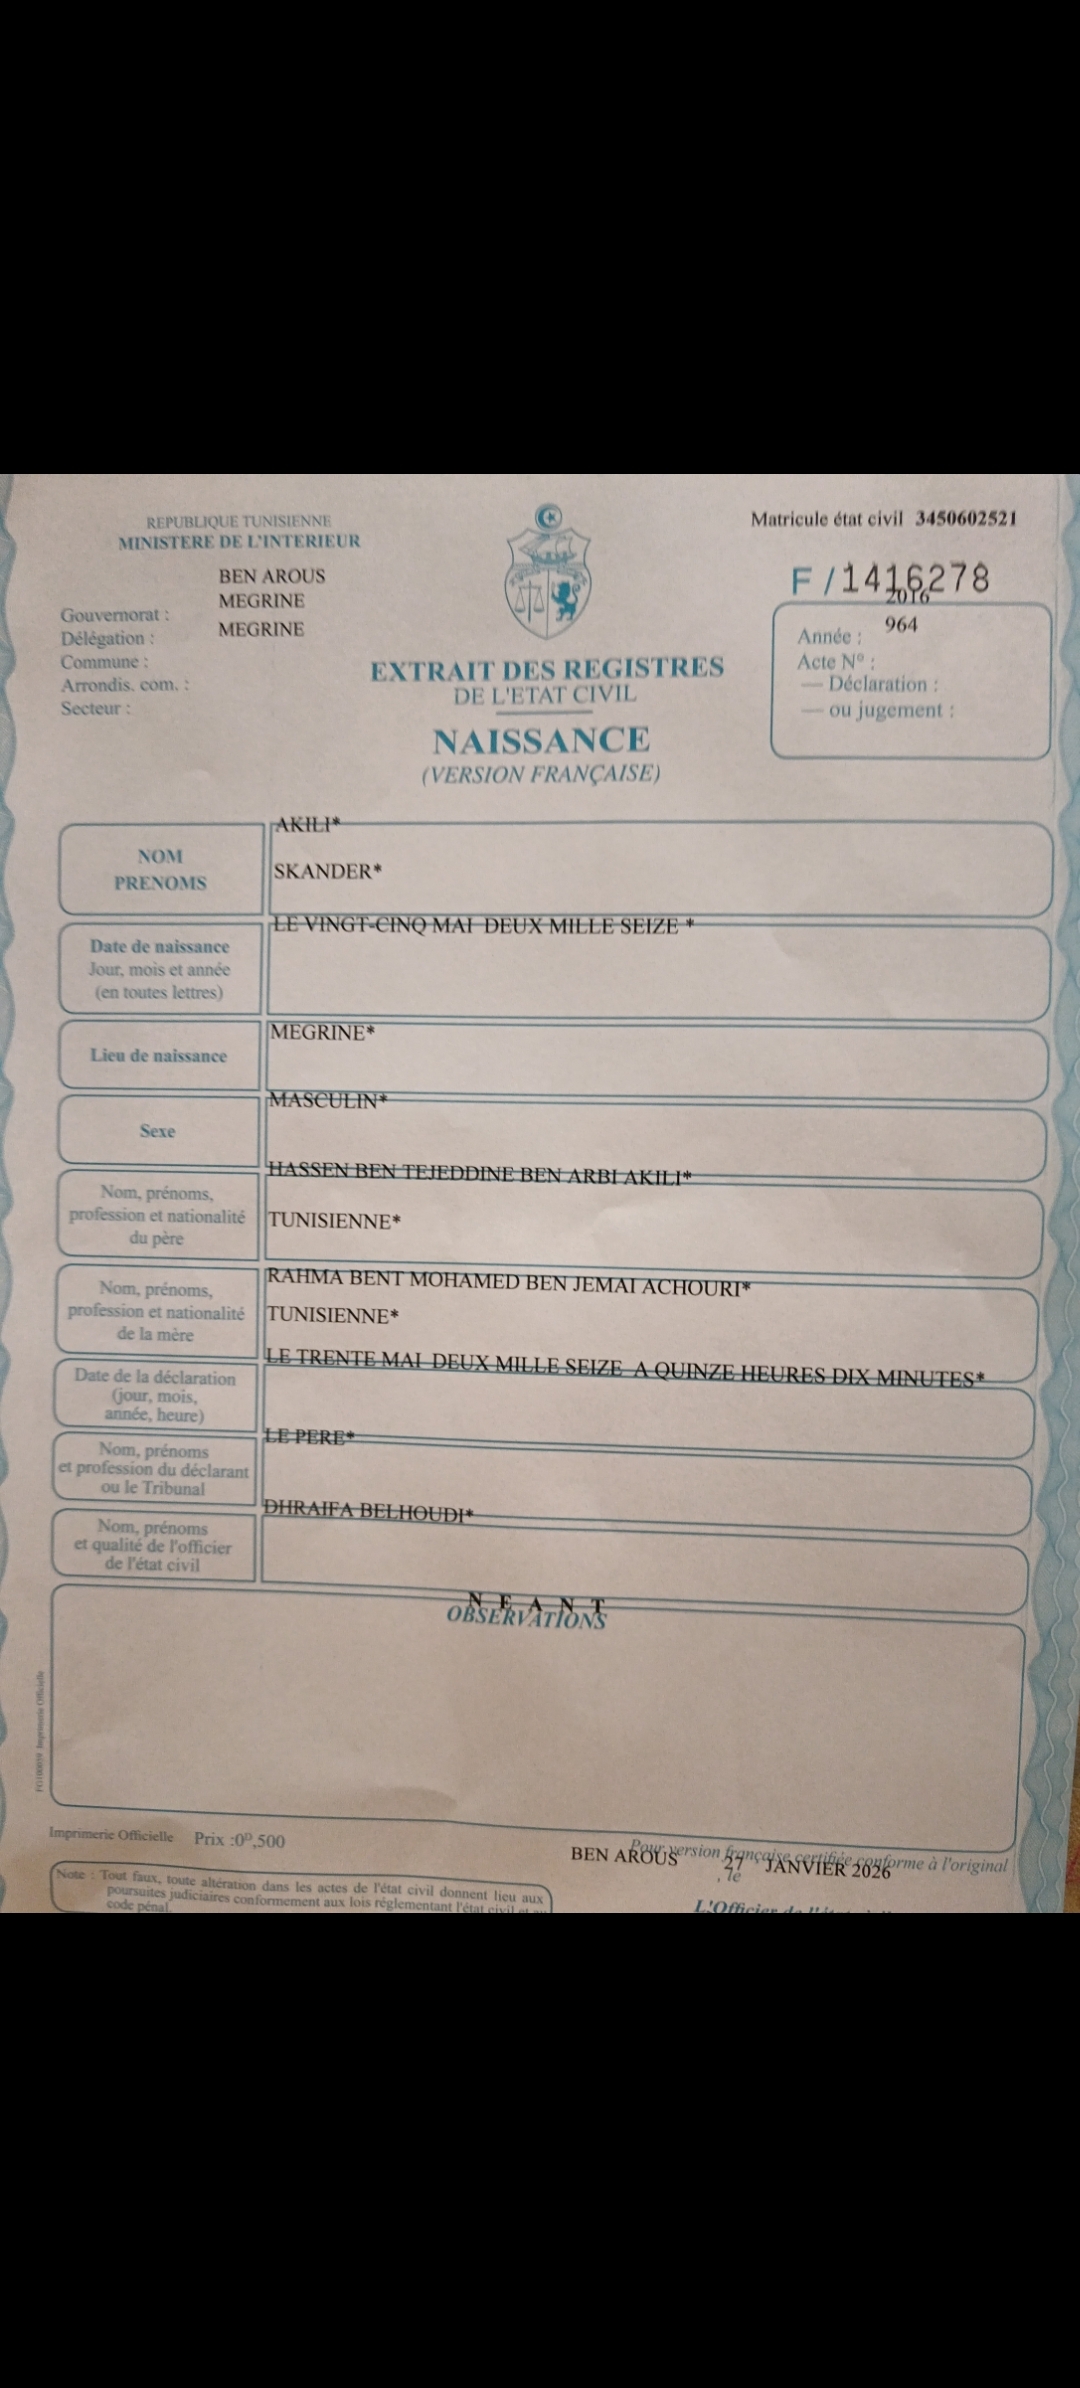 REPUBLIQUE TUNISIENNE
MINISTERE DE L'INTERIEUR
Matricule état civil 3450602521
BEN AROUS
MEGRINE
MEGRINE
Gouvernorat :
Délégation :
Commune :
Arrondis. com. :
Secteur :
F / 1416278
2016
964
Année :
Acte Nº :
— Déclaration :
— ou jugement :
EXTRAIT DES REGISTRES
DE L'ETAT CIVIL
NAISSANCE
(VERSION FRANÇAISE)
NOM
PRENOMS
AKILI*
SKANDER*
Date de naissance
Jour, mois et année
(en toutes lettres)
LE VINGT-CINQ MAI DEUX MILLE SEIZE *
Lieu de naissance
MEGRINE*
Sexe
MASCULIN*
Nom, prénoms,
profession et nationalité
du père
HASSEN BEN TEJEDDINE BEN ARBI AKILI*
TUNISIENNE*
Nom, prénoms,
profession et nationalité
de la mère
RAHMA BENT MOHAMED BEN JEMAI ACHOURI*
TUNISIENNE*
Date de la déclaration
(jour, mois,
année, heure)
LE TRENTE MAI DEUX MILLE SEIZE A QUINZE HEURES DIX MINUTES*
Nom, prénoms
et profession du déclarant
ou le Tribunal
LE PERE*
Nom, prénoms
et qualité de l'officier
de l'état civil
DHRAIFA BELHOUDI*
N E A N T
OBSERVATIONS
Imprimerie Officielle
Imprimerie Officielle Prix :0ᴰ,500
Pour version française certifiée conforme à l'original
BEN AROUS 27 JANVIER 2026
, le
Note : Tout faux, toute altération dans les actes de l'état civil donnent lieu aux
poursuites judiciaires conformement aux lois réglementant l'état civil et au
code pénal.
L'Officier de l'état